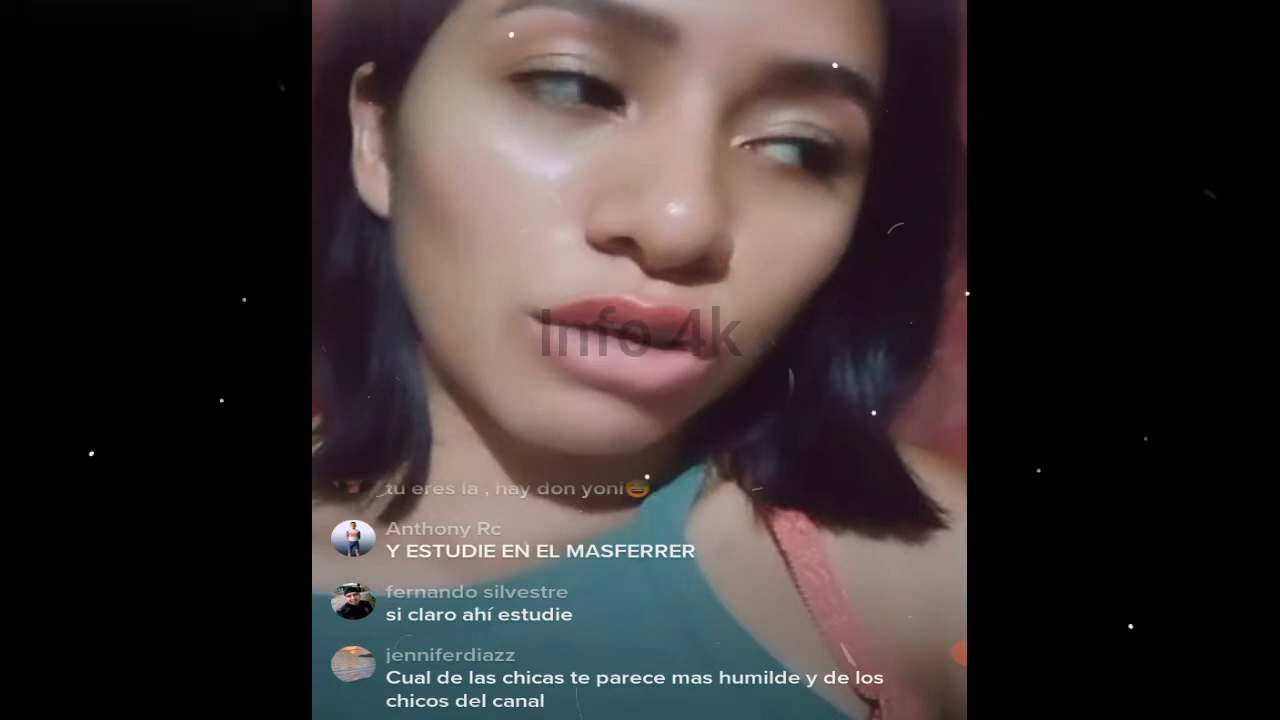 Info 4k
tu eres la , hay don yoni😅
Anthony Rc
Y ESTUDIE EN EL MASFERRER
fernando silvestre
si claro ahí estudie
jenniferdiazz
Cual de las chicas te parece mas humilde y de los
chicos del canal